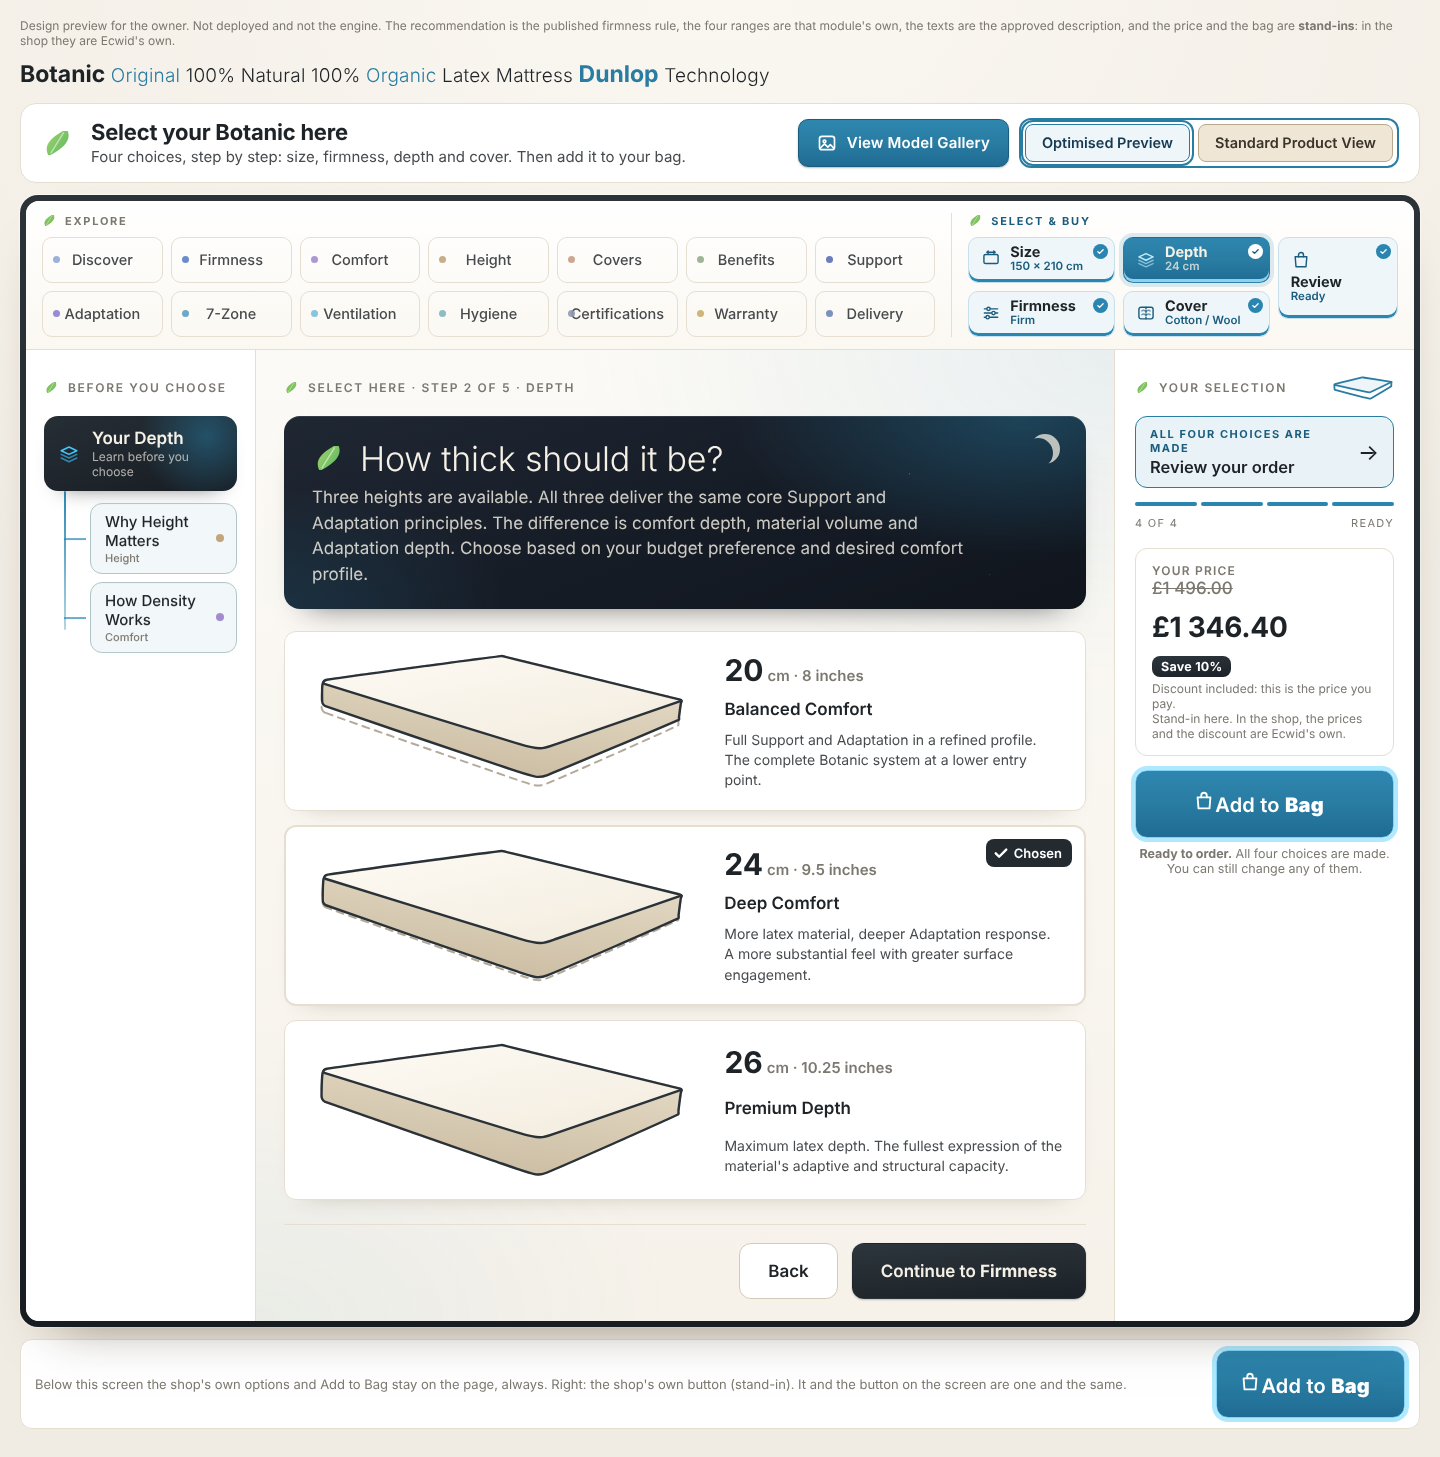 Design preview for the owner. Not deployed and not the engine. The recommendation is the published firmness rule, the four ranges are that module's own, the texts are the approved description, and the price and the bag are stand-ins: in the
shop they are Ecwid's own.
Botanic Original 100% Natural 100% Organic Latex Mattress Dunlop Technology
Select your Botanic here
Four choices, step by step: size, firmness, depth and cover. Then add it to your bag.
View Model Gallery
Optimised Preview
Standard Product View
EXPLORE
Discover
Firmness
Comfort
Height
Covers
Benefits
Support
Adaptation
7-Zone
Ventilation
Hygiene
Certifications
Warranty
Delivery
SELECT & BUY
Size
150 × 210 cm
Depth
24 cm
Firmness
Firm
Cover
Cotton / Wool
Review
Ready
BEFORE YOU CHOOSE
Your Depth
Learn before you
choose
Why Height
Matters
Height
How Density
Works
Comfort
SELECT HERE · STEP 2 OF 5 · DEPTH
How thick should it be?
Three heights are available. All three deliver the same core Support and
Adaptation principles. The difference is comfort depth, material volume and
Adaptation depth. Choose based on your budget preference and desired comfort
profile.
20 cm · 8 inches
Balanced Comfort
Full Support and Adaptation in a refined profile.
The complete Botanic system at a lower entry
point.
Chosen
24 cm · 9.5 inches
Deep Comfort
More latex material, deeper Adaptation response.
A more substantial feel with greater surface
engagement.
26 cm · 10.25 inches
Premium Depth
Maximum latex depth. The fullest expression of the
material's adaptive and structural capacity.
Back
Continue to Firmness
YOUR SELECTION
ALL FOUR CHOICES ARE
MADE
Review your order
4 OF 4
READY
YOUR PRICE
£1 496.00
£1 346.40
Save 10%
Discount included: this is the price you
pay.
Stand-in here. In the shop, the prices
and the discount are Ecwid's own.
Add to Bag
Ready to order. All four choices are made.
You can still change any of them.
Below this screen the shop's own options and Add to Bag stay on the page, always. Right: the shop's own button (stand-in). It and the button on the screen are one and the same.
Add to Bag